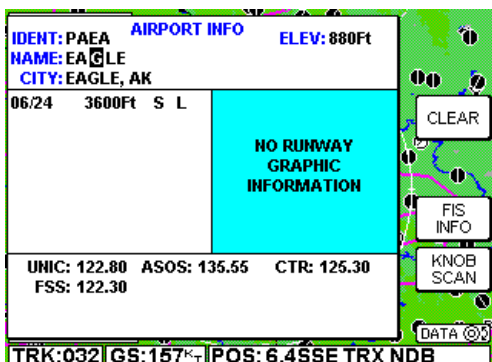 AIRPORT INFO
IDENT: PAEA ELEV: 880Ft
NAME: EAGLE
CITY: EAGLE, AK
06/24 3600Ft S L
NO RUNWAY
GRAPHIC
INFORMATION
UNIC: 122.80 ASOS: 135.55 CTR: 125.30
FSS: 122.30
CLEAR
FIS
INFO
KNOB
SCAN
DATA
TRK:032 GS:157KT POS: 6.4SSE TRX NDB